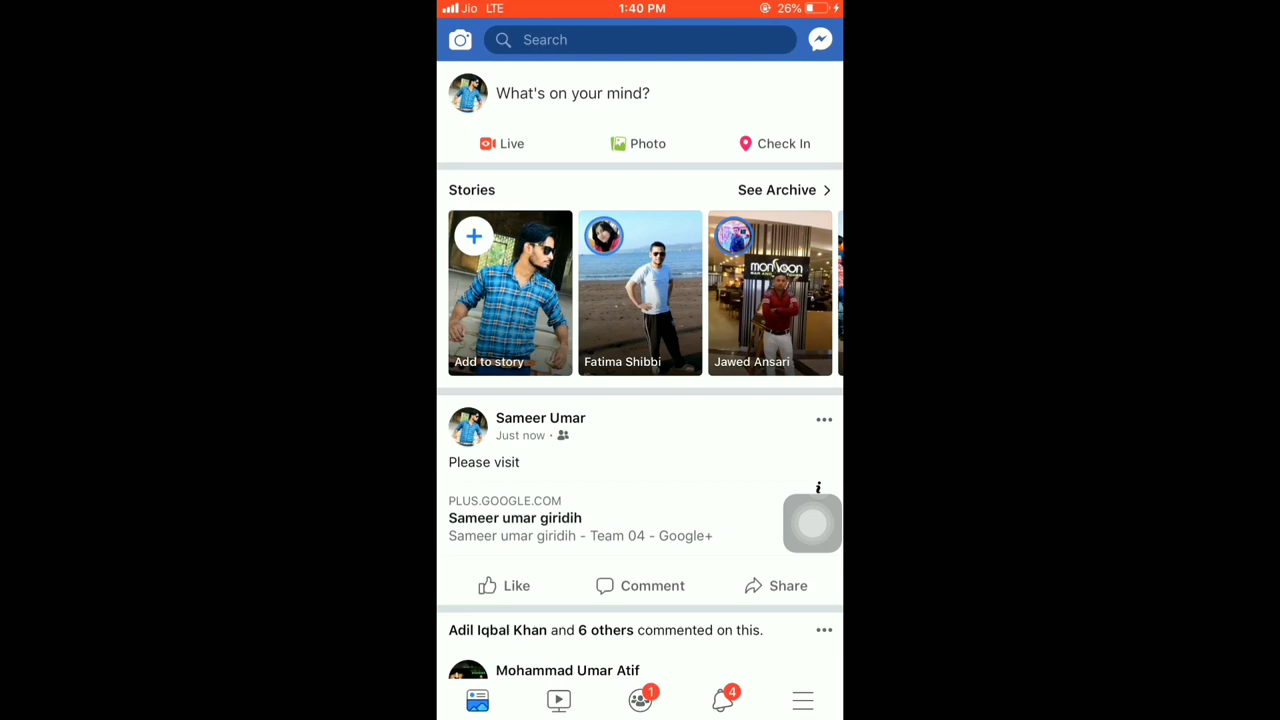 Jio LTE 1:40 PM 26%
Search
What's on your mind?
Live Photo Check In
Stories See Archive
monsoon
Add to story Fatima Shibbi Jawed Ansari
Sameer Umar
Just now ·
Please visit
PLUS.GOOGLE.COM
Sameer umar giridih
Sameer umar giridih - Team 04 - Google+
Like Comment Share
Adil Iqbal Khan and 6 others commented on this.
Mohammad Umar Atif
1 4